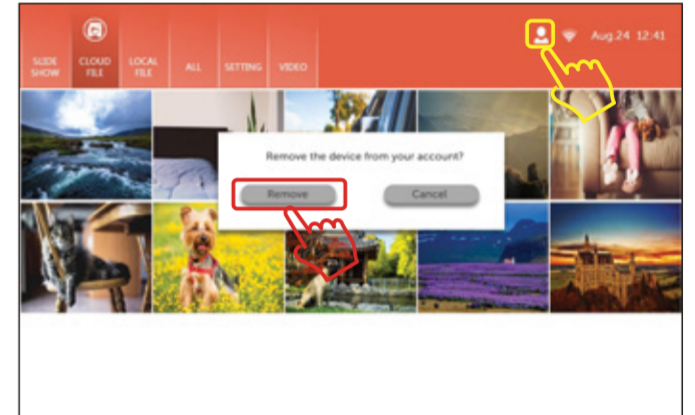 Aug.24 12:41
SLIDE SHOW
CLOUD FILE
LOCAL FILE
ALL
SETTING
VIDEO
Remove the device from your account?
Remove
Cancel